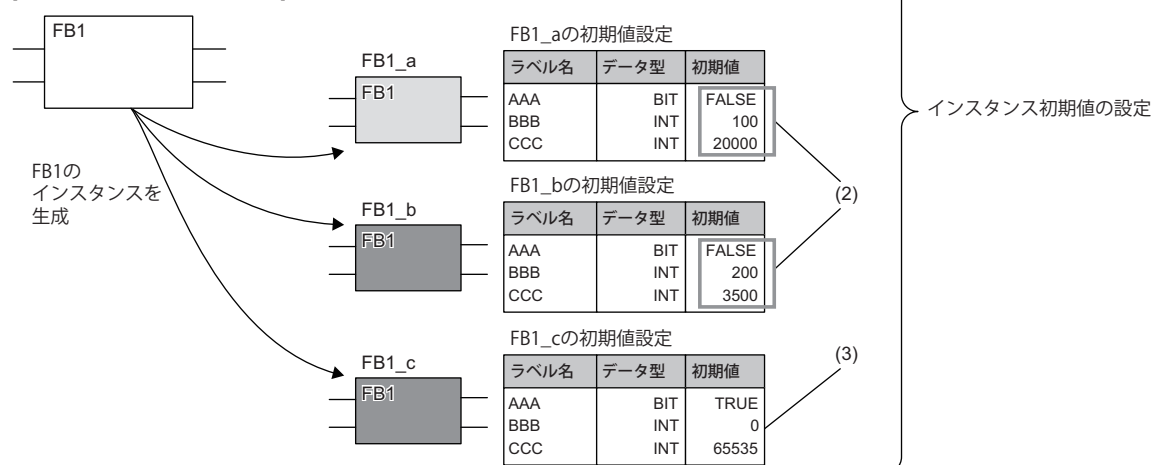 FB1
FB1の
インスタンスを
生成
FB1_a
FB1
FB1_aの初期値設定
ラベル名 データ型 初期値
AAA BIT FALSE
BBB INT 100
CCC INT 20000
FB1_b
FB1
FB1_bの初期値設定
ラベル名 データ型 初期値
AAA BIT FALSE
BBB INT 200
CCC INT 3500
(2)
FB1_c
FB1
FB1_cの初期値設定
ラベル名 データ型 初期値
AAA BIT TRUE
BBB INT 0
CCC INT 65535
(3)
インスタンス初期値の設定